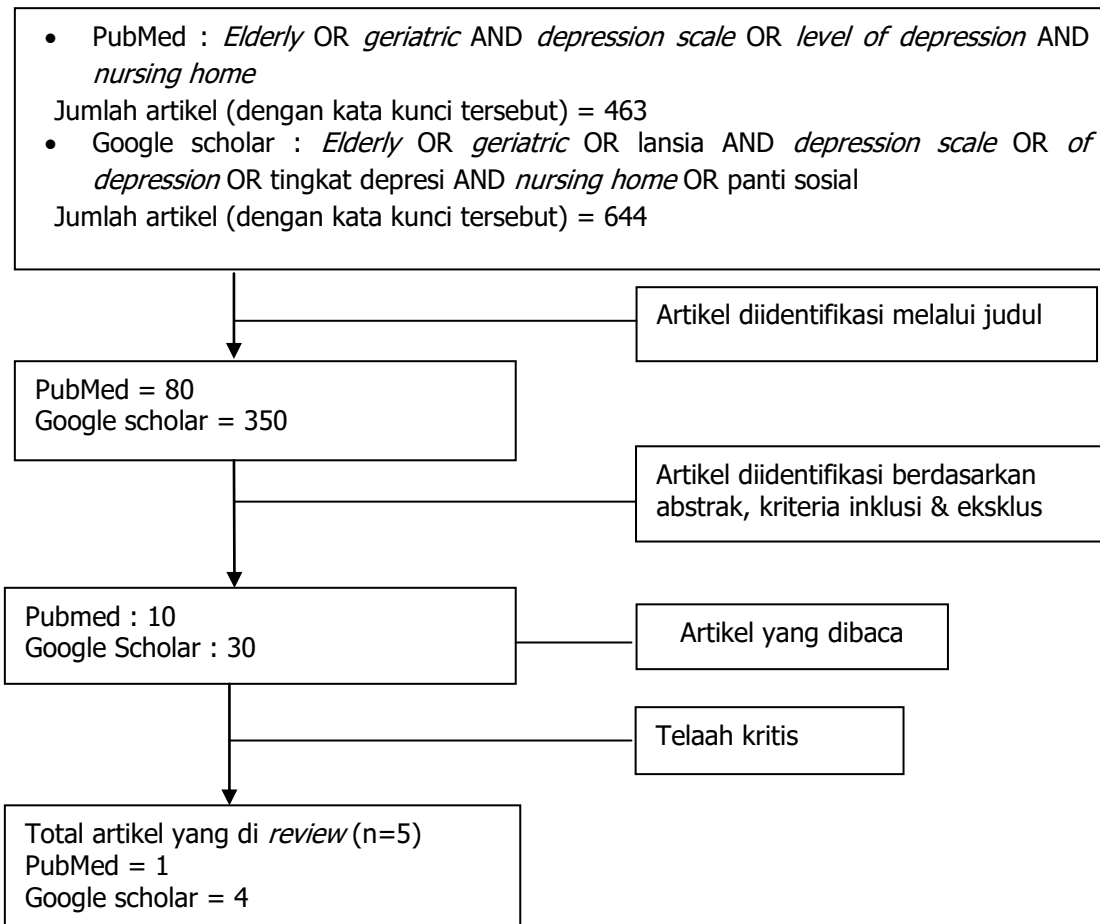 • PubMed : Elderly OR geriatric AND depression scale OR level of depression AND
nursing home
Jumlah artikel (dengan kata kunci tersebut) = 463
• Google scholar : Elderly OR geriatric OR lansia AND depression scale OR of
depression OR tingkat depresi AND nursing home OR panti sosial
Jumlah artikel (dengan kata kunci tersebut) = 644
Artikel diidentifikasi melalui judul
PubMed = 80
Google scholar = 350
Artikel diidentifikasi berdasarkan
abstrak, kriteria inklusi & eksklus
Pubmed : 10
Google Scholar : 30
Artikel yang dibaca
Telaah kritis
Total artikel yang di review (n=5)
PubMed = 1
Google scholar = 4